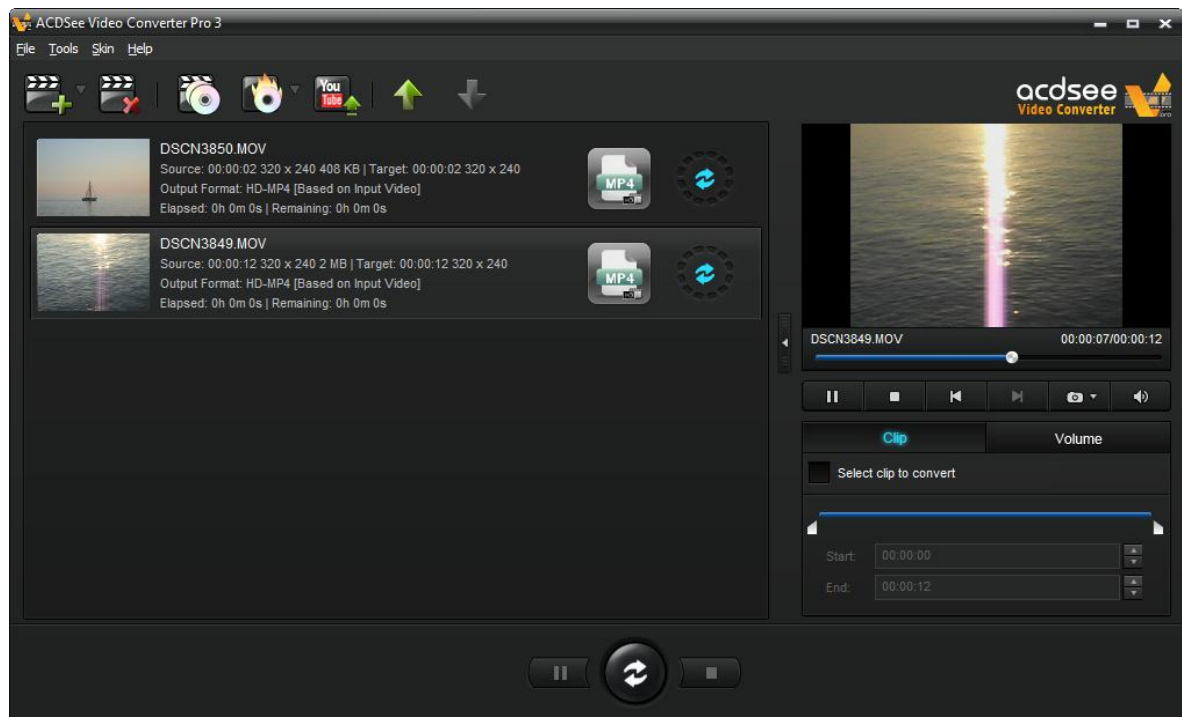 ACDSee Video Converter Pro 3
File Tools Skin Help
You
Tube
acdsee
Video Converter
pro
DSCN3850.MOV
Source: 00:00:02 320 x 240 408 KB | Target: 00:00:02 320 x 240
Output Format: HD-MP4 [Based on Input Video]
Elapsed: 0h 0m 0s | Remaining: 0h 0m 0s
MP4
DSCN3849.MOV
Source: 00:00:12 320 x 240 2 MB | Target: 00:00:12 320 x 240
Output Format: HD-MP4 [Based on Input Video]
Elapsed: 0h 0m 0s | Remaining: 0h 0m 0s
MP4
DSCN3849.MOV 00:00:07/00:00:12
Clip Volume
Select clip to convert
Start: 00:00:00
End: 00:00:12